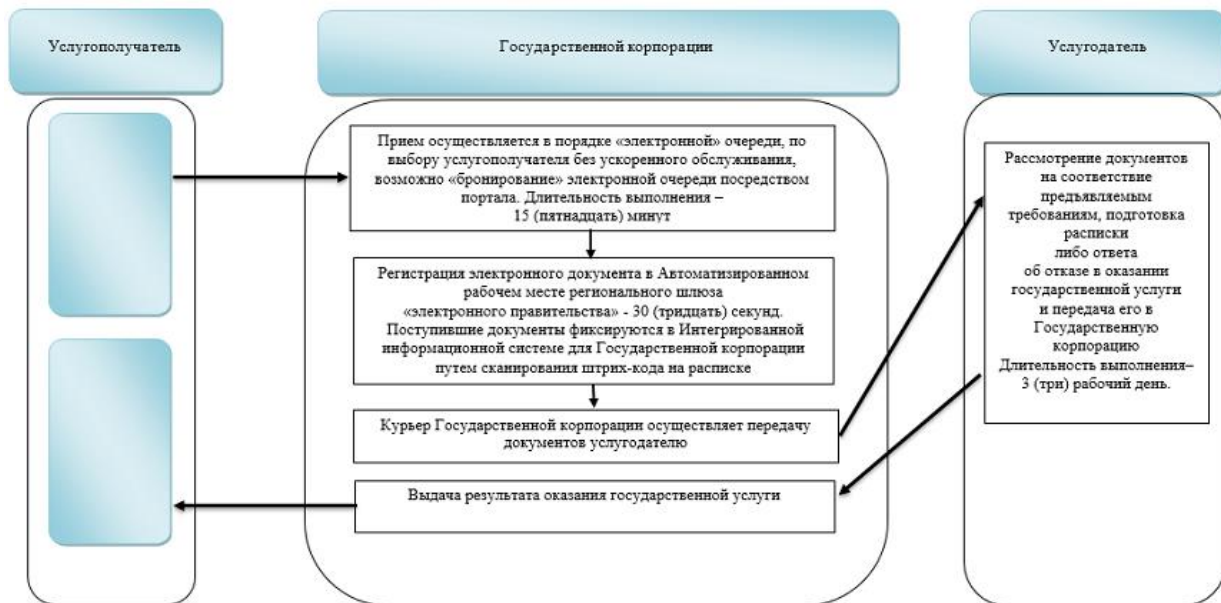 Услугополучатель
Государственной корпорации
Услугодатель
Прием осуществляется в порядке «электронной» очереди, по
выбору услугополучателя без ускоренного обслуживания,
возможно «бронирование» электронной очереди посредством
портала. Длительность выполнения –
15 (пятнадцать) минут
Регистрация электронного документа в Автоматизированном
рабочем месте регионального шлюза
«электронного правительства» - 30 (тридцать) секунд.
Поступившие документы фиксируются в Интегрированной
информационной системе для Государственной корпорации
путем сканирования штрих-кода на расписке
Курьер Государственной корпорации осуществляет передачу
документов услугодателю
Выдача результата оказания государственной услуги
Рассмотрение документов
на соответствие
предъявляемым
требованиям, подготовка
расписки
либо ответа
об отказе в оказании
государственной услуги
и передача его в
Государственную
корпорацию
Длительность выполнения–
3 (три) рабочий день.